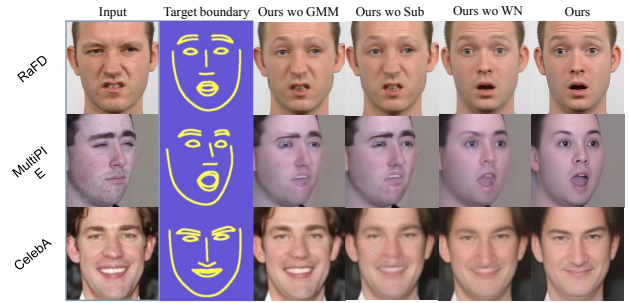 Input Target boundary Ours wo GMM Ours wo Sub Ours wo WN Ours
RaFD
MultiPI
E
CelebA